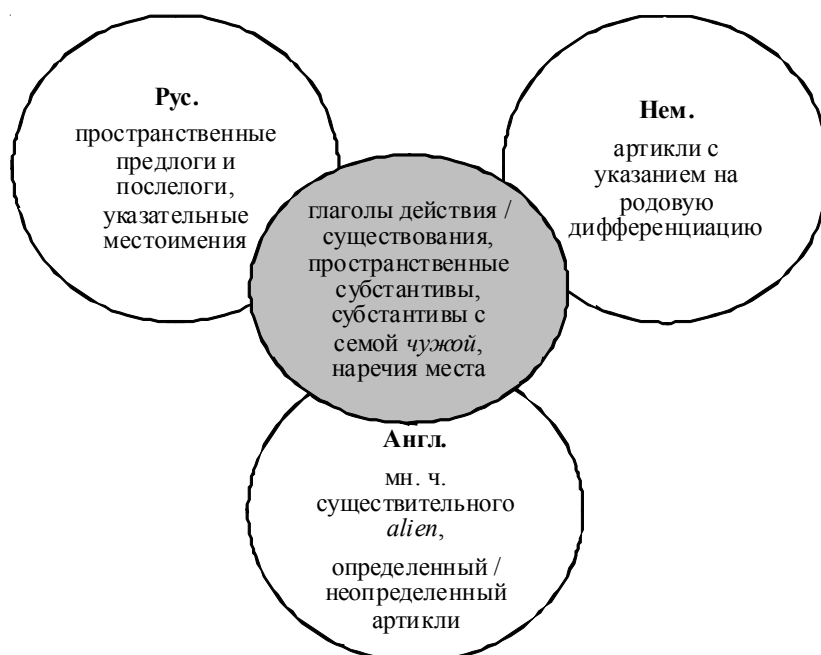 Рус.
пространственные
предлоги и
послелоги,
указательные
местоимения
Нем.
артикли с
указанием на
родовую
дифференциацию
глаголы действия /
существования,
пространственные
субстантивы,
субстантивы с
семой чужой,
наречия места
Англ.
мн. ч.
существительного
alien,
определенный /
неопределенный
артикли